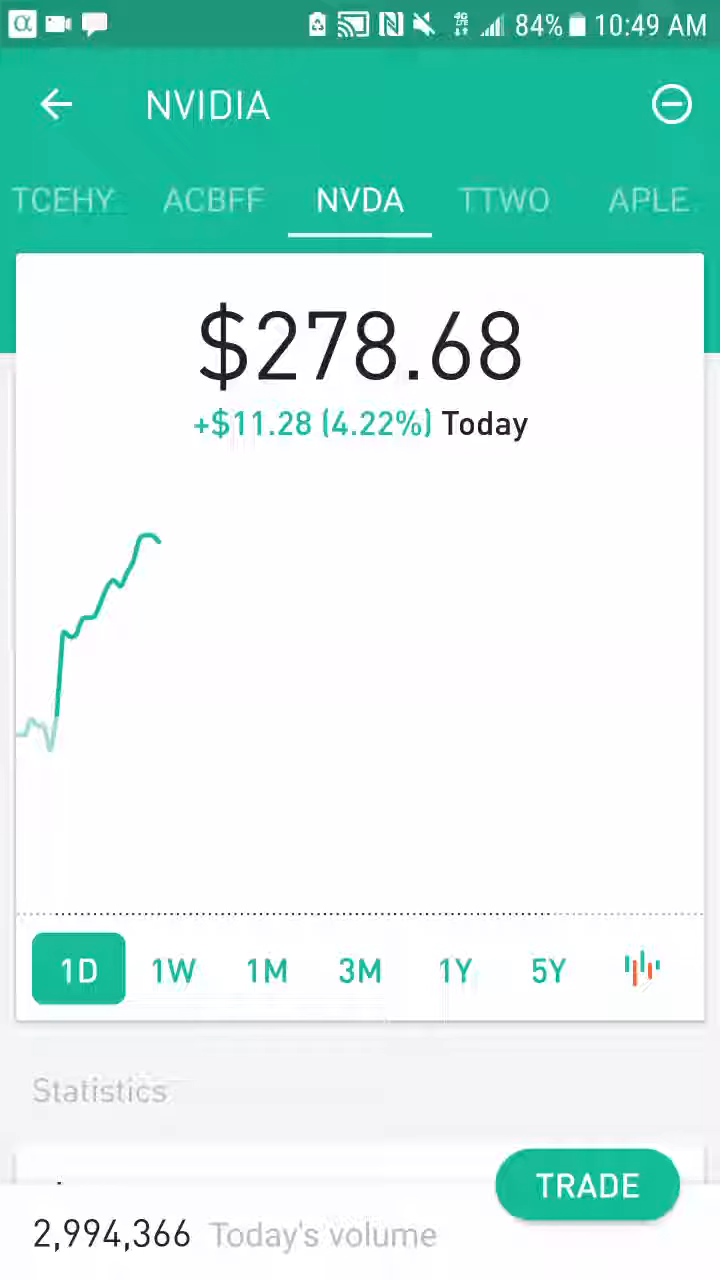 84% 10:49 AM
NVIDIA
TCEHY ACBFF NVDA TTWO APLE
$278.68
+$11.28 (4.22%) Today
1D 1W 1M 3M 1Y 5Y
Statistics
TRADE
2,994,366 Today's volume